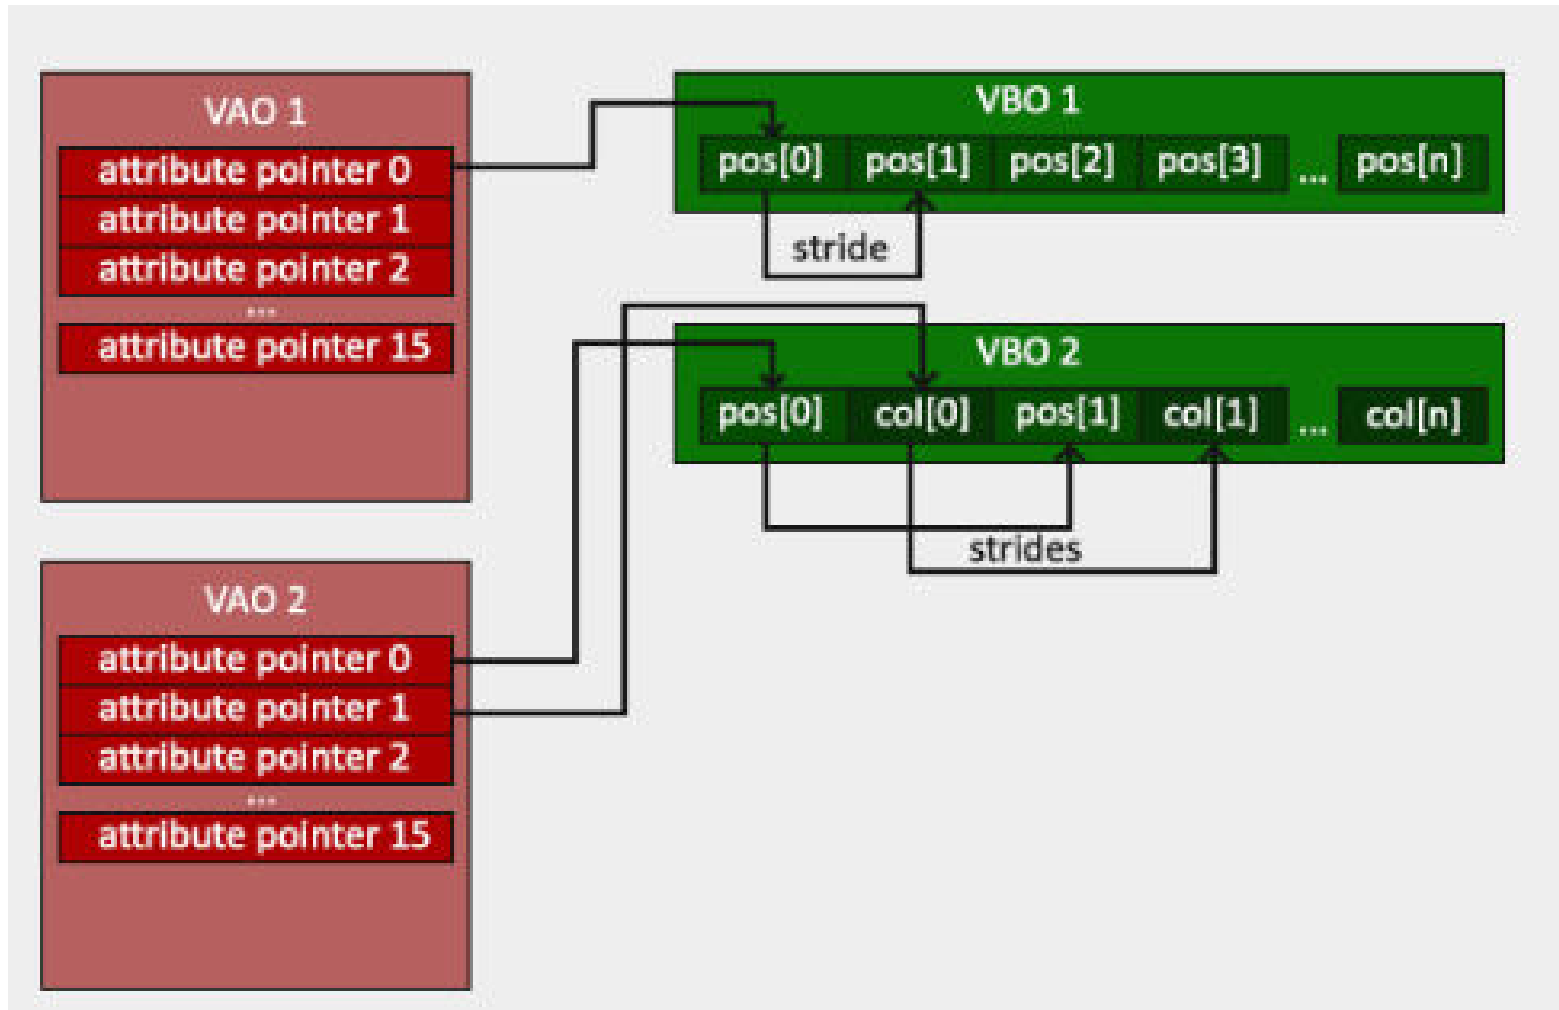 VAO 1
attribute pointer 0
attribute pointer 1
attribute pointer 2
...
attribute pointer 15
VBO 1
pos[0] pos[1] pos[2] pos[3] ... pos[n]
stride
VBO 2
pos[0] col[0] pos[1] col[1] ... col[n]
strides
VAO 2
attribute pointer 0
attribute pointer 1
attribute pointer 2
...
attribute pointer 15